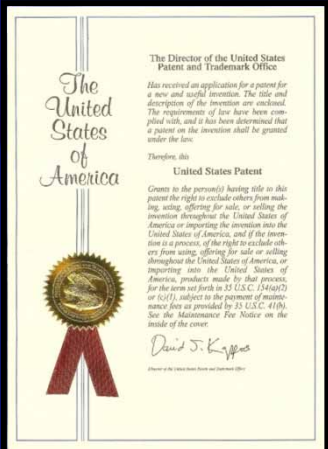 The
United
States
of
America
The Director of the United States
Patent and Trademark Office
Has received an application for a patent for
a new and useful invention. The title and
description of the invention are enclosed.
The requirements of law have been com-
plied with, and it has been determined that
a patent on the invention shall be granted
under the law.
Therefore, this
United States Patent
Grants to the person(s) having title to this
patent the right to exclude others from mak-
ing, using, offering for sale, or selling the
invention throughout the United States of
America or importing the invention into the
United States of America, and if the inven-
tion is a process, of the right to exclude oth-
ers from using, offering for sale or selling
throughout the United States of America, or
importing into the United States of
America, products made by that process,
for the term set forth in 35 U.S.C. 154(a)(2)
or (c)(1), subject to the payment of mainte-
nance fees as provided by 35 U.S.C. 41(b).
See the Maintenance Fee Notice on the
inside of the cover.
David J. Kappos
Director of the United States Patent and Trademark Office